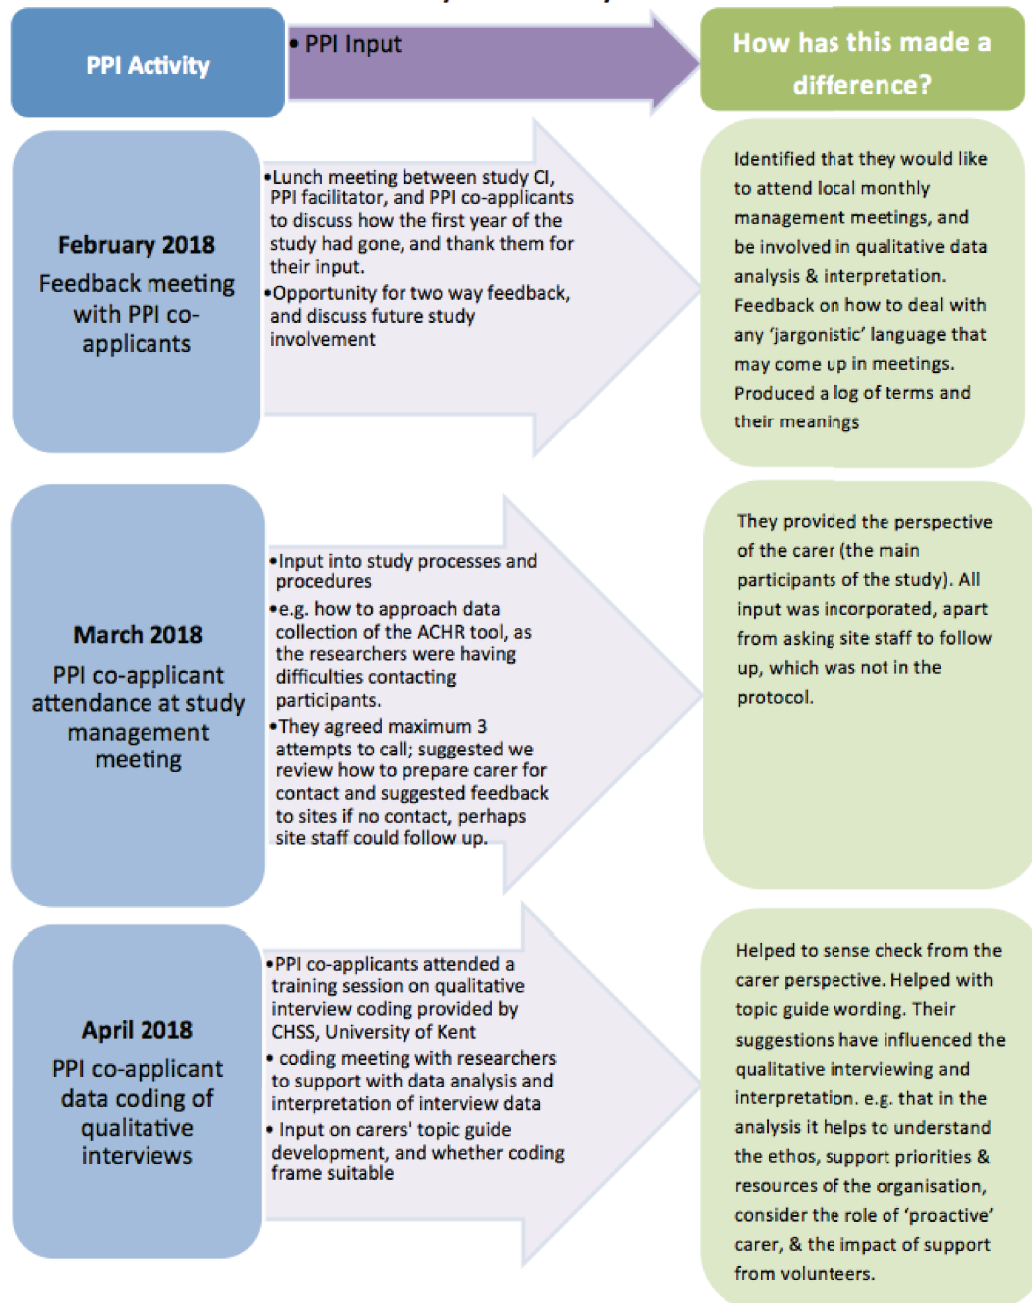 PPI Activity
• PPI Input
How has this made a
difference?
February 2018
Feedback meeting
with PPI co-
applicants
•Lunch meeting between study CI,
PPI facilitator, and PPI co-applicants
to discuss how the first year of the
study had gone, and thank them for
their input.
•Opportunity for two way feedback,
and discuss future study
involvement
Identified that they would like
to attend local monthly
management meetings, and
be involved in qualitative data
analysis & interpretation.
Feedback on how to deal with
any ‘jargonistic’ language that
may come up in meetings.
Produced a log of terms and
their meanings
March 2018
PPI co-applicant
attendance at study
management
meeting
•Input into study processes and
procedures
•e.g. how to approach data
collection of the ACHR tool, as
the researchers were having
difficulties contacting
participants.
•They agreed maximum 3
attempts to call; suggested we
review how to prepare carer for
contact and suggested feedback
to sites if no contact, perhaps
site staff could follow up.
They provided the perspective
of the carer (the main
participants of the study). All
input was incorporated, apart
from asking site staff to follow
up, which was not in the
protocol.
April 2018
PPI co-applicant
data coding of
qualitative
interviews
•PPI co-applicants attended a
training session on qualitative
interview coding provided by
CHSS, University of Kent
• coding meeting with researchers
to support with data analysis and
interpretation of interview data
• Input on carers' topic guide
development, and whether coding
frame suitable
Helped to sense check from the
carer perspective. Helped with
topic guide wording. Their
suggestions have influenced the
qualitative interviewing and
interpretation. e.g. that in the
analysis it helps to understand
the ethos, support priorities &
resources of the organisation,
consider the role of ‘proactive’
carer, & the impact of support
from volunteers.